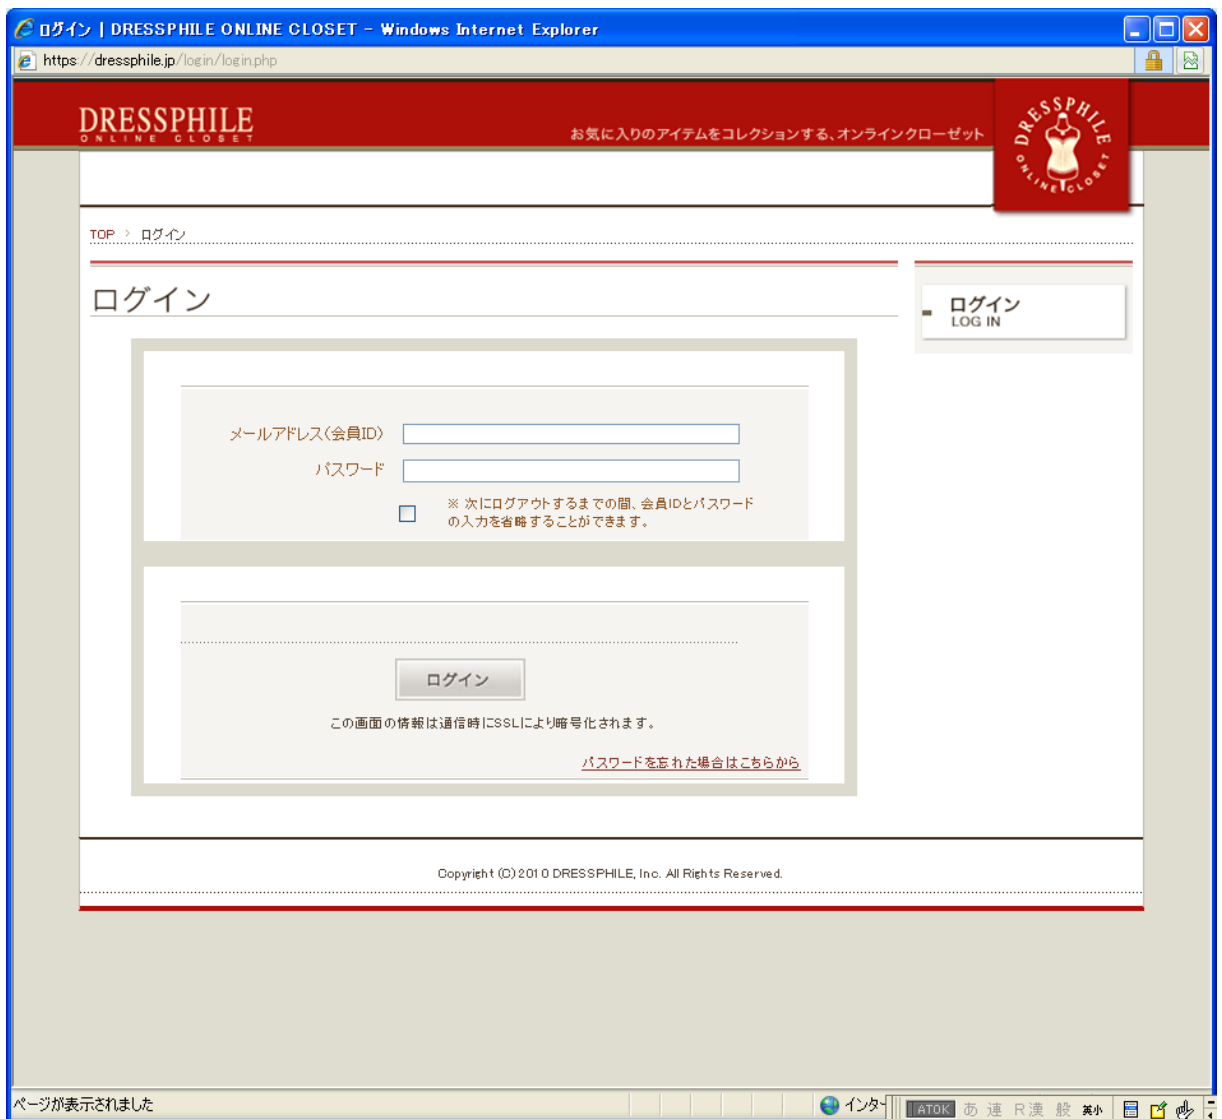 ログイン | DRESSPHILE ONLINE CLOSET - Windows Internet Explorer
https://dressphile.jp/login/login.php
DRESSPHILE
ONLINE CLOSET
お気に入りのアイテムをコレクションする、オンラインクローゼット
DRESSPHILE
ONLINE CLOSET
TOP > ログイン
ログイン
ログイン
LOG IN
メールアドレス(会員ID)
パスワード
※ 次にログアウトするまでの間、会員IDとパスワード
の入力を省略することができます。
ログイン
この画面の情報は通信時にSSLにより暗号化されます。
パスワードを忘れた場合はこちらから
Copyright (C) 2010 DRESSPHILE, Inc. All Rights Reserved.
ページが表示されました
インター
ATOK あ 連 R漢 般 英小